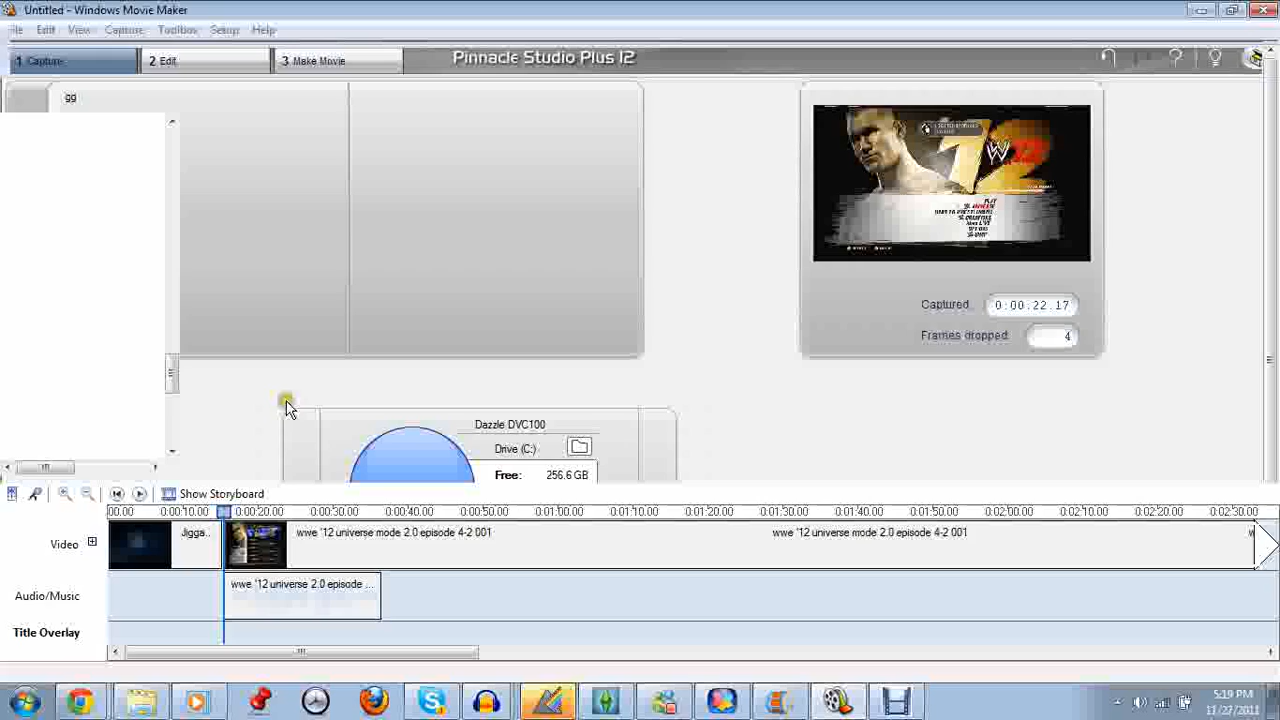 Untitled - Windows Movie Maker
ile Edit View Capture Toolbox Setup Help
1 Capture 2 Edit 3 Make Movie Pinnacle Studio Plus 12
gg
12 W
PLAY
Captured 0:00.22.17
Frames dropped: 4
Dazzle DVC100
Drive (C:)
Free: 256.6 GB
Show Storyboard
00.00 0:00:10.00 0:00:20.00 0:00:30.00 0:00:40.00 0:00:50.00 0:01:00.00 0:01:10.00 0:01:20.00 0:01:30.00 0:01:40.00 0:01:50.00 0:02:00.00 0:02:10.00 0:02:20.00 0:02:30.00
Video Jigga.. wwe '12 universe mode 2.0 episode 4-2 001 wwe '12 universe mode 2.0 episode 4-2 001 w
Audio/Music wwe '12 universe 2.0 episode ...
Title Overlay
5:19 PM
11/27/2011